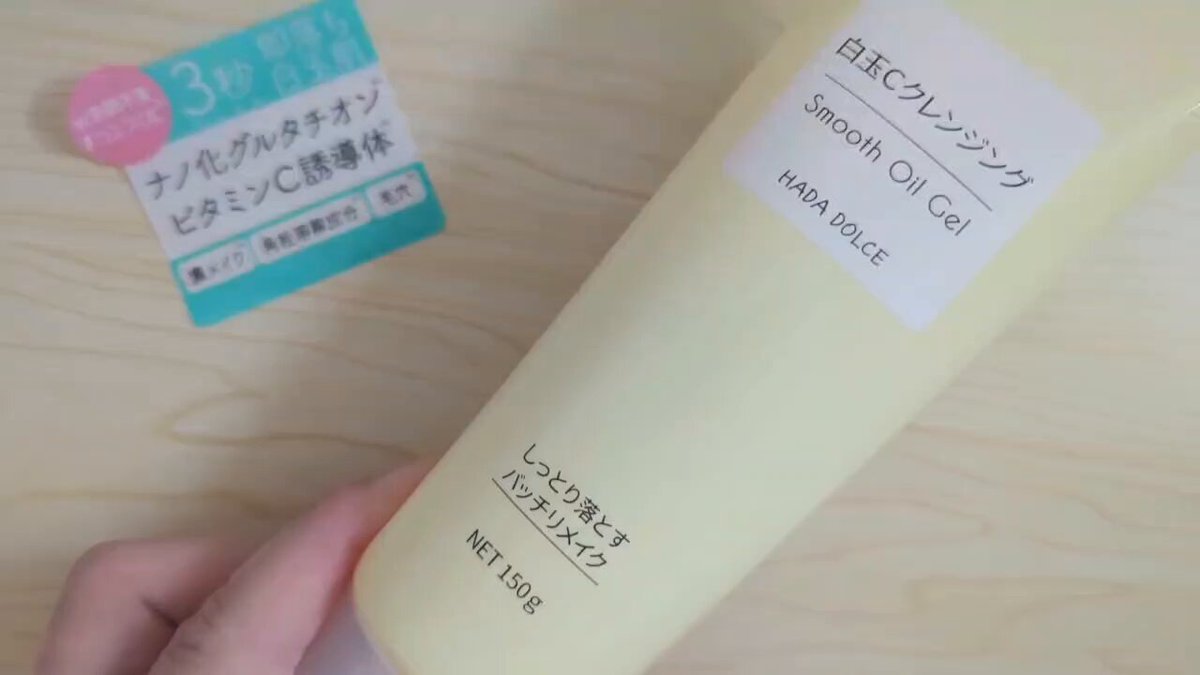 3秒
ナノ化グルタチオン
ビタミンC誘導体
毛穴
白玉Cクレンジング
Smooth Oil Gel
HADA DOLCE
しっとり落とす
バッチリメイク
NET 150g